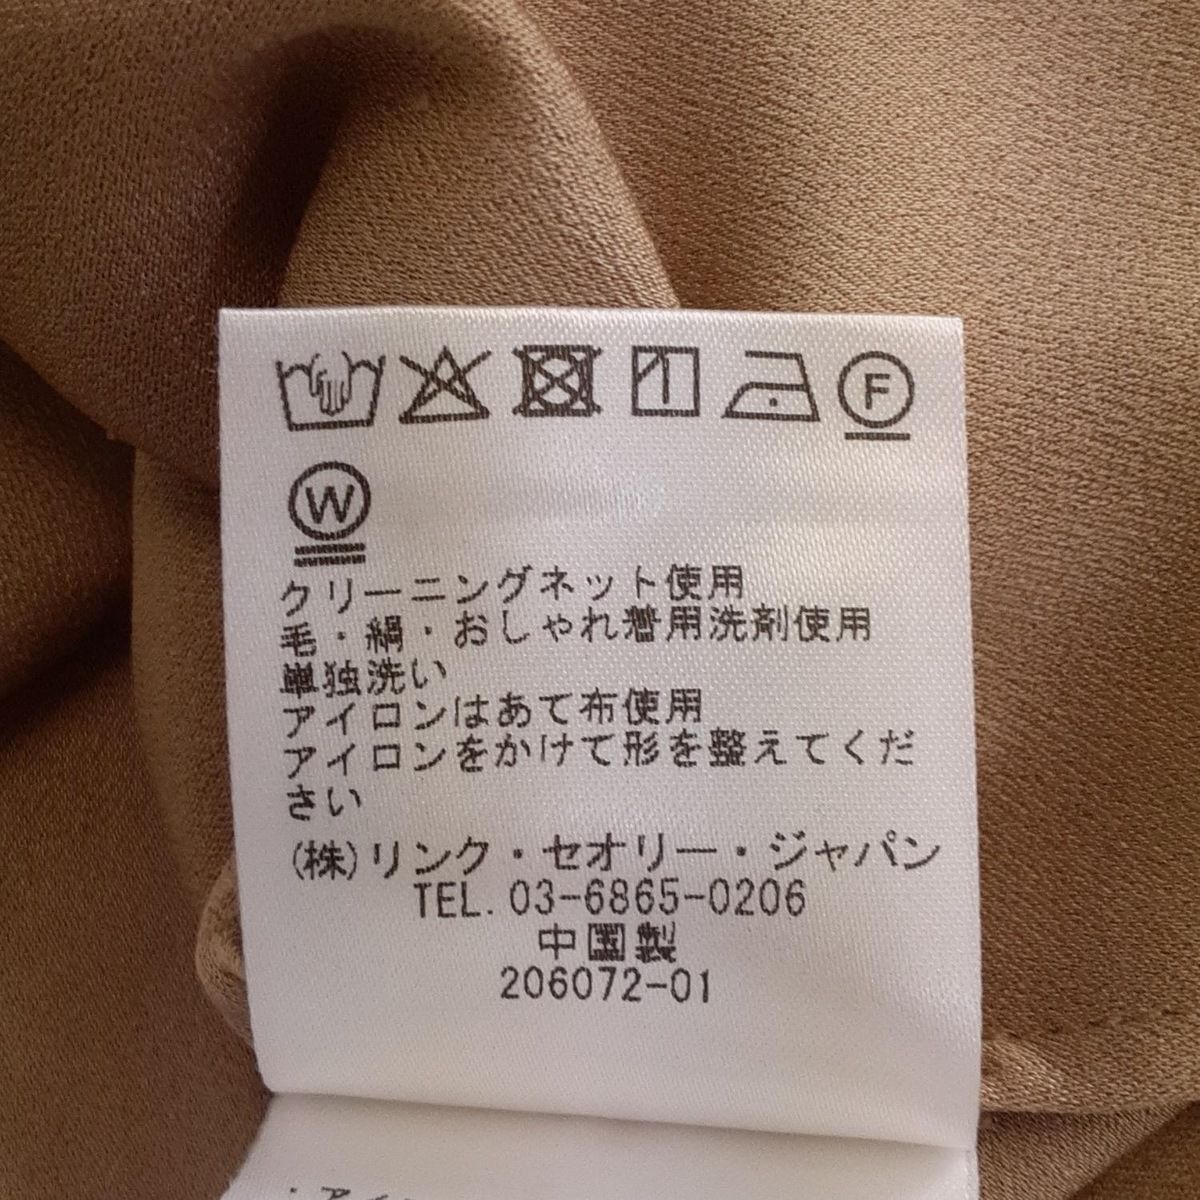 F
W
クリーニングネット使用
毛・絹・おしゃれ着用洗剤使用
単独洗い
アイロンはあて布使用
アイロンをかけて形を整えてくだ
さい
(株)リンク・セオリー・ジャパン
TEL. 03-6865-0206
中国製
206072-01